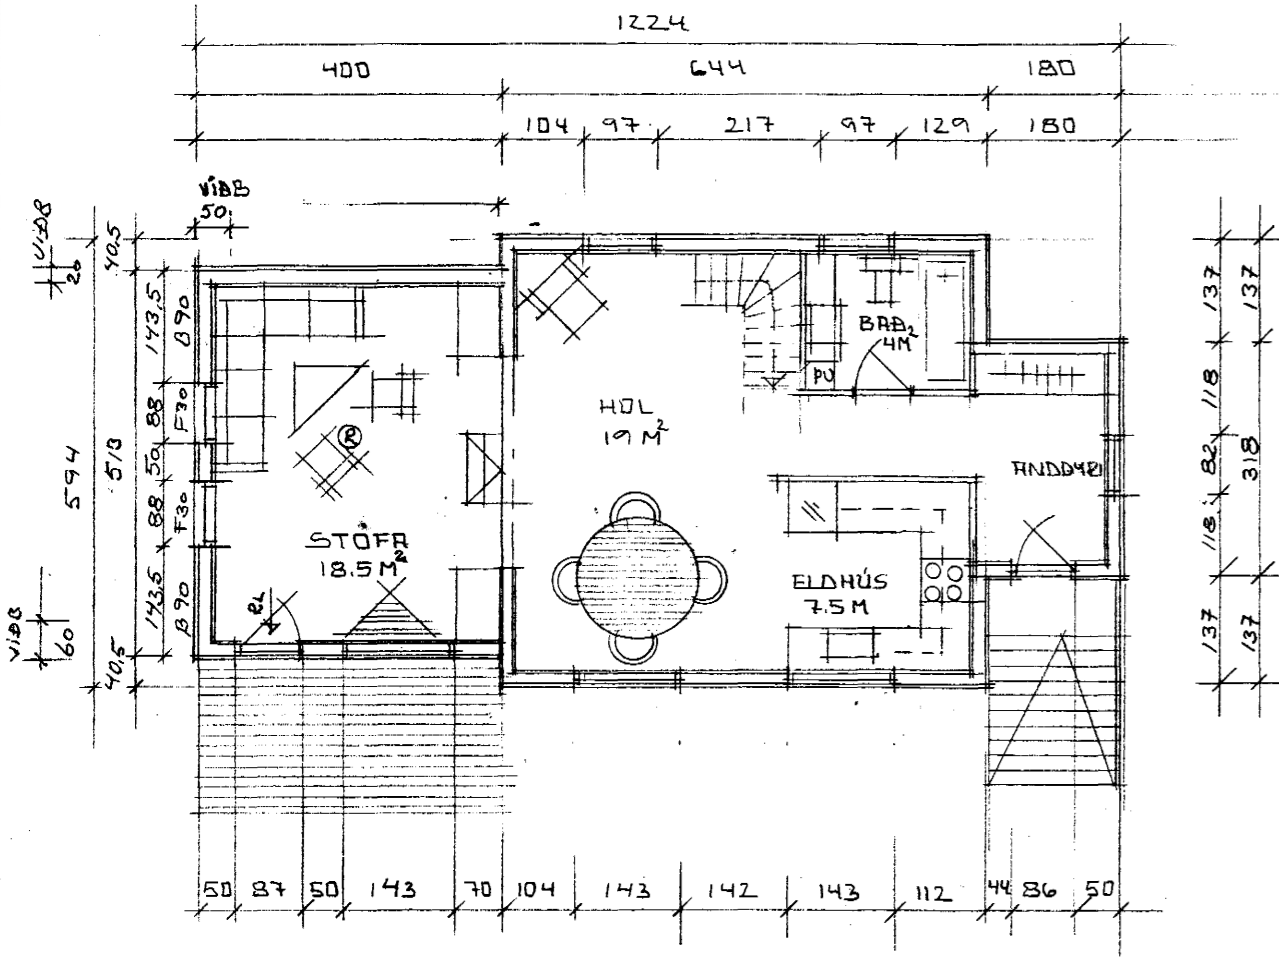 1224
400 644 180
104 97 217 97 129 180
VIÐB
50
VIÐB
20
40.5
143,5 B90
88 F30
50
88 F30
143.5 B90
40.5
594
513
VIÐB
60
137 137
118
82 318
118
137 137
BAÐ
4M²
PU
HOL
19 M²
R
ANDDYRI
STOFA
18.5 M²
ELDHÚS
7.5 M
50 87 50 143 70 104 143 142 143 112 44 86 50